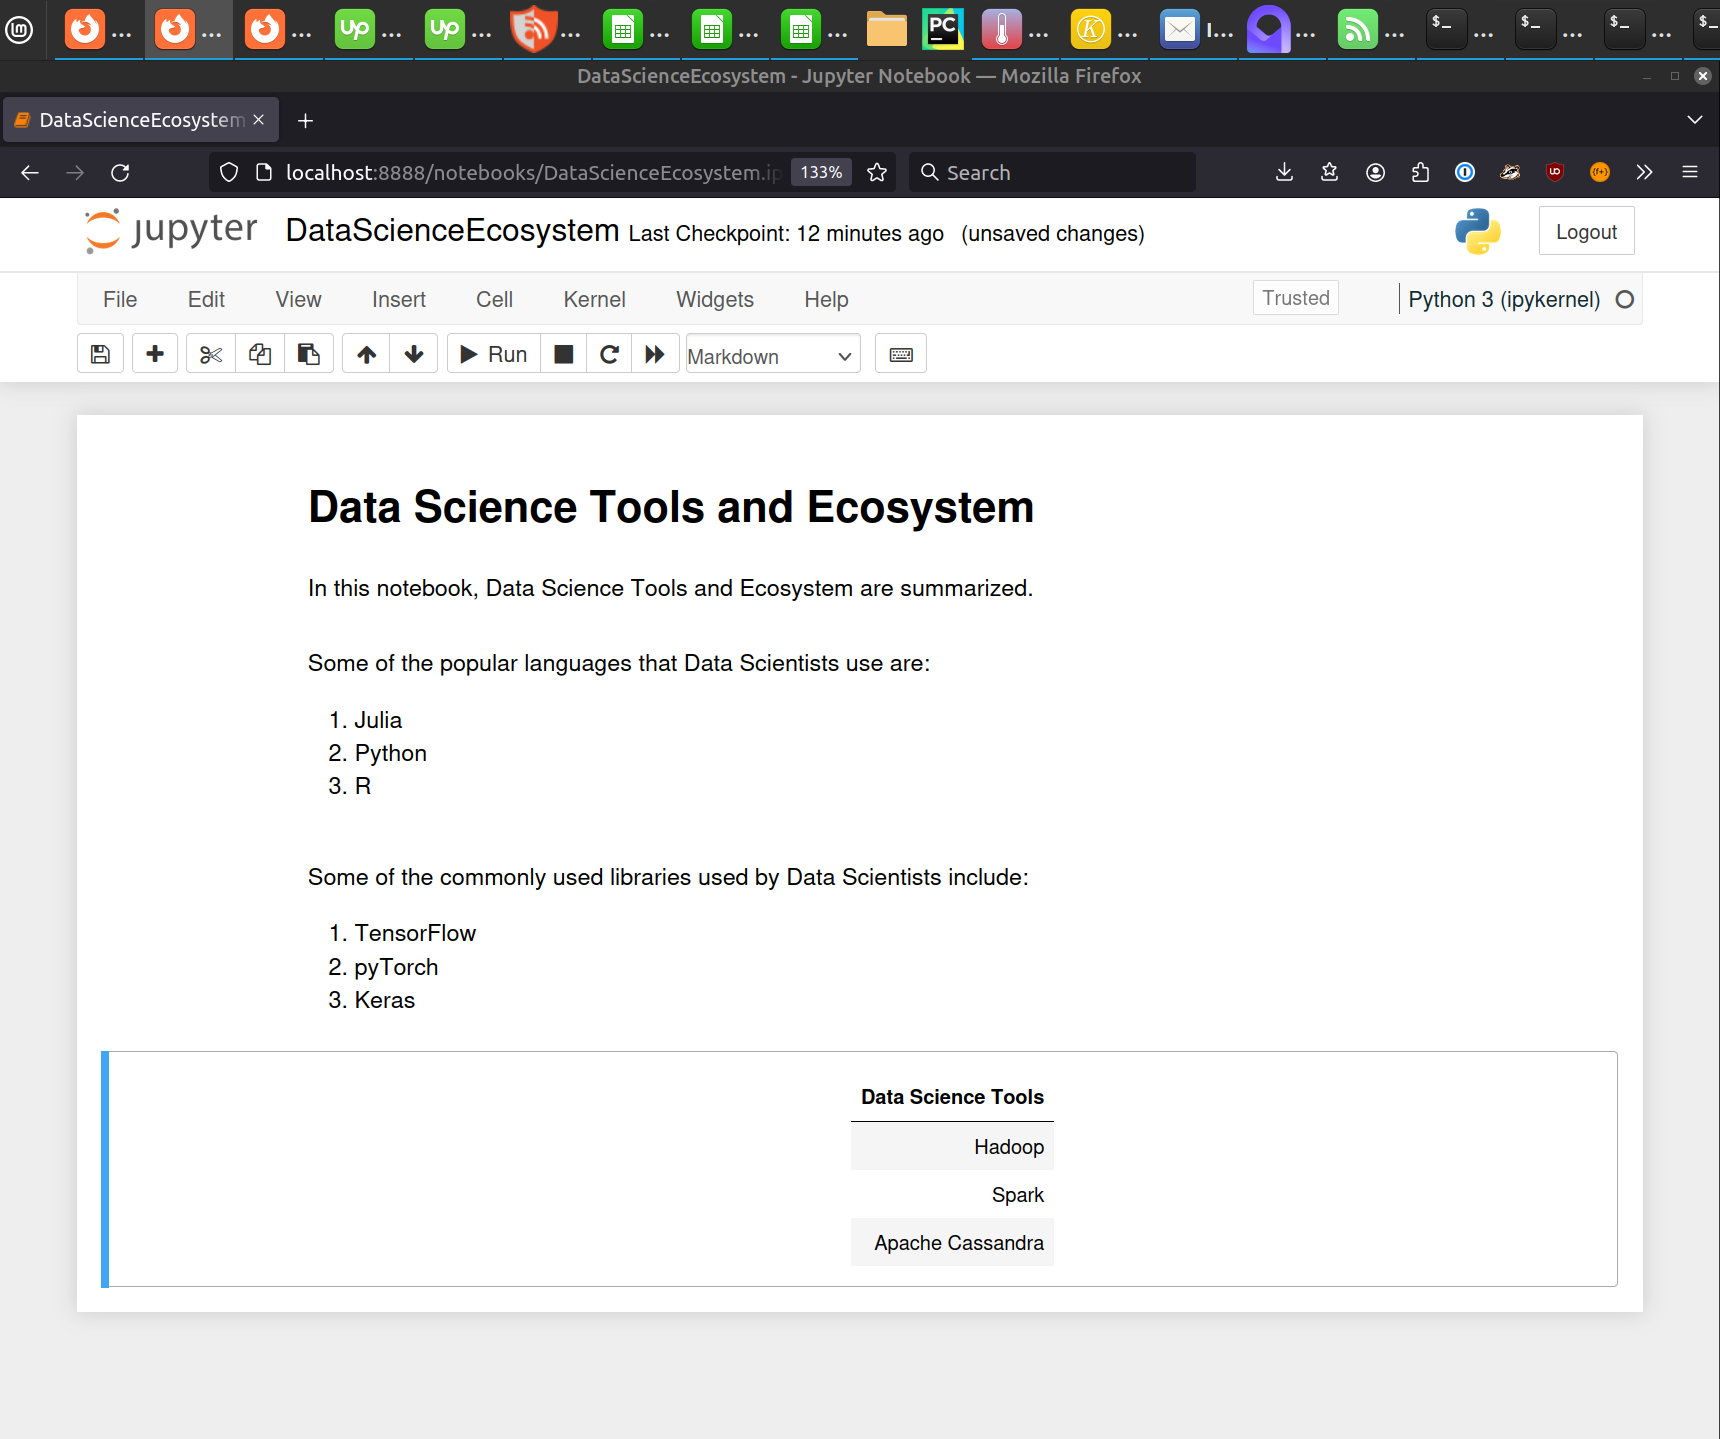 DataScienceEcosystem - Jupyter Notebook — Mozilla Firefox
DataScienceEcosystem
localhost:8888/notebooks/DataScienceEcosystem.ip
133%
Search
jupyter DataScienceEcosystem Last Checkpoint: 12 minutes ago (unsaved changes)
Logout
File Edit View Insert Cell Kernel Widgets Help
Trusted
Python 3 (ipykernel)
Run
Markdown
Data Science Tools and Ecosystem
In this notebook, Data Science Tools and Ecosystem are summarized.
Some of the popular languages that Data Scientists use are:
1. Julia
2. Python
3. R
Some of the commonly used libraries used by Data Scientists include:
1. TensorFlow
2. pyTorch
3. Keras
Data Science Tools
Hadoop
Spark
Apache Cassandra